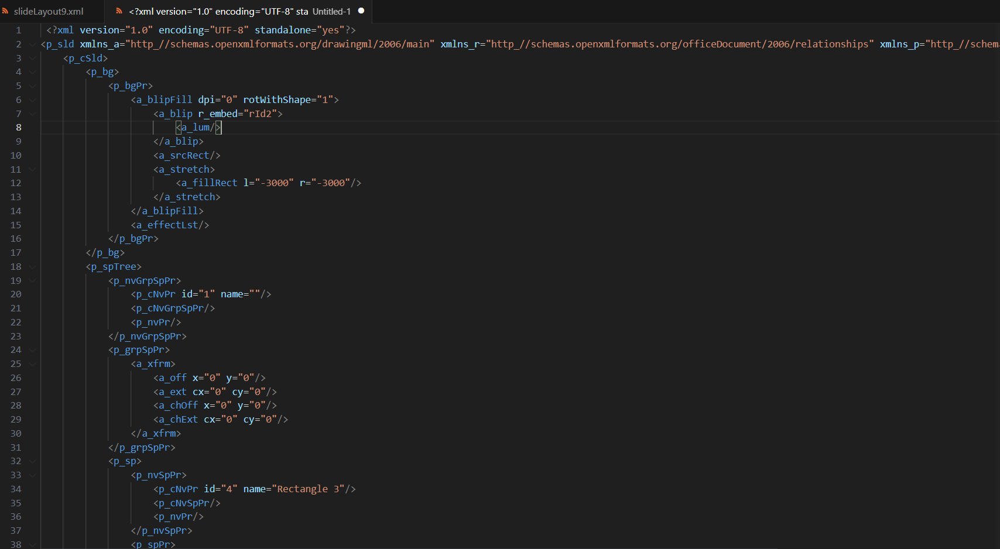 slideLayout9.xml
<?xml version="1.0" encoding="UTF-8" sta Untitled-1
1 <?xml version="1.0" encoding="UTF-8" standalone="yes"?>
2 <p_sld xmlns_a="http_//schemas.openxmlformats.org/drawingml/2006/main" xmlns_r="http_//schemas.openxmlformats.org/officeDocument/2006/relationships" xmlns_p="http_//schem
3 <p_cSld>
4 <p_bg>
5 <p_bgPr>
6 <a_blipFill dpi="0" rotWithShape="1">
7 <a_blip r_embed="rId2">
8 <a_lum/>
9 </a_blip>
10 <a_srcRect/>
11 <a_stretch>
12 <a_fillRect l="-3000" r="-3000"/>
13 </a_stretch>
14 </a_blipFill>
15 <a_effectLst/>
16 </p_bgPr>
17 </p_bg>
18 <p_spTree>
19 <p_nvGrpSpPr>
20 <p_cNvPr id="1" name=""/>
21 <p_cNvGrpSpPr/>
22 <p_nvPr/>
23 </p_nvGrpSpPr>
24 <p_grpSpPr>
25 <a_xfrm>
26 <a_off x="0" y="0"/>
27 <a_ext cx="0" cy="0"/>
28 <a_chOff x="0" y="0"/>
29 <a_chExt cx="0" cy="0"/>
30 </a_xfrm>
31 </p_grpSpPr>
32 <p_sp>
33 <p_nvSpPr>
34 <p_cNvPr id="4" name="Rectangle 3"/>
35 <p_cNvSpPr/>
36 <p_nvPr/>
37 </p_nvSpPr>
38 <p_spPr>